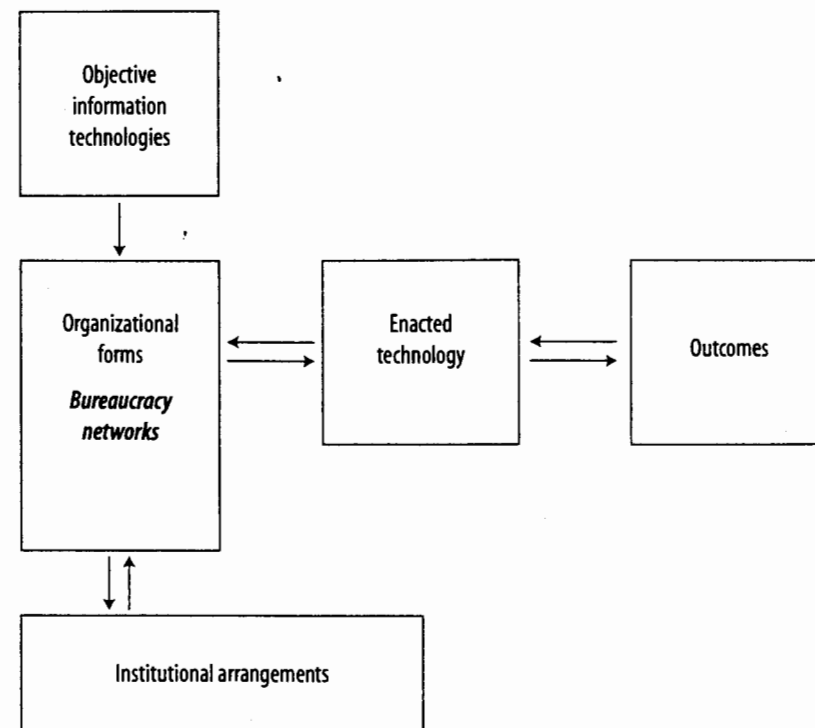 Objective
information
technologies
Organizational
forms
Bureaucracy
networks
Enacted
technology
Outcomes
Institutional arrangements